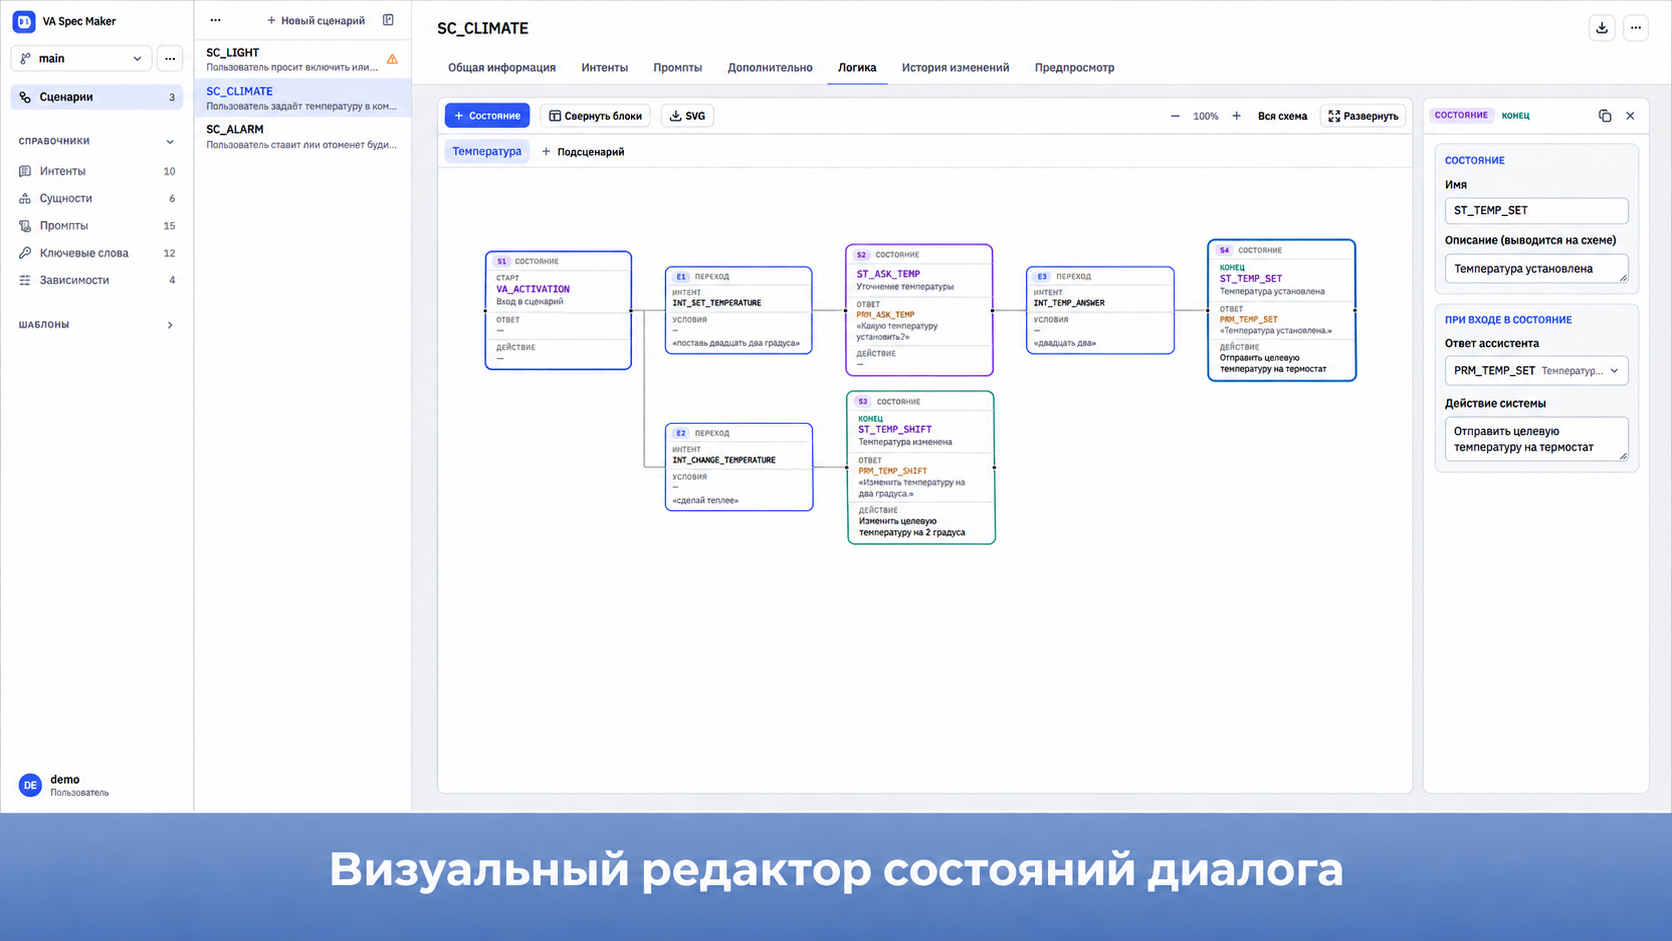 VA Spec Maker
main
Сценарии 3
СПРАВОЧНИКИ
Интенты 10
Сущности 6
Промпты 15
Ключевые слова 12
Зависимости 4
ШАБЛОНЫ
DE
demo
Пользователь
+ Новый сценарий
SC_LIGHT
Пользователь просит включить или...
SC_CLIMATE
Пользователь задаёт температуру в ком...
SC_ALARM
Пользователь ставит лии отоменет буди...
SC_CLIMATE
Общая информация Интенты Промпты Дополнительно Логика История изменений Предпросмотр
+ Состояние Свернуть блоки SVG
100% Вся схема Развернуть
Температура + Подсценарий
S1 СОСТОЯНИЕ
СТАРТ
VA_ACTIVATION
Вход в сценарий
ОТВЕТ
—
ДЕЙСТВИЕ
—
E1 ПЕРЕХОД
ИНТЕНТ
INT_SET_TEMPERATURE
УСЛОВИЯ
—
«поставь двадцать два градуса»
S2 СОСТОЯНИЕ
ST_ASK_TEMP
Уточнение температуры
ОТВЕТ
PRM_ASK_TEMP
«Какую температуру
установить?»
ДЕЙСТВИЕ
—
E3 ПЕРЕХОД
ИНТЕНТ
INT_TEMP_ANSWER
УСЛОВИЯ
—
«двадцать два»
S4 СОСТОЯНИЕ
КОНЕЦ
ST_TEMP_SET
Температура установлена
ОТВЕТ
PRM_TEMP_SET
«Температура установлена.»
ДЕЙСТВИЕ
Отправить целевую
температуру на термостат
E2 ПЕРЕХОД
ИНТЕНТ
INT_CHANGE_TEMPERATURE
УСЛОВИЯ
—
«сделай теплее»
S3 СОСТОЯНИЕ
КОНЕЦ
ST_TEMP_SHIFT
Температура изменена
ОТВЕТ
PRM_TEMP_SHIFT
«Изменить температуру на
два градуса.»
ДЕЙСТВИЕ
Изменить целевую
температуру на 2 градуса
СОСТОЯНИЕ КОНЕЦ
СОСТОЯНИЕ
Имя
ST_TEMP_SET
Описание (выводится на схеме)
Температура установлена
ПРИ ВХОДЕ В СОСТОЯНИЕ
Ответ ассистента
PRM_TEMP_SET Температур...
Действие системы
Отправить целевую
температуру на термостат
Визуальный редактор состояний диалога